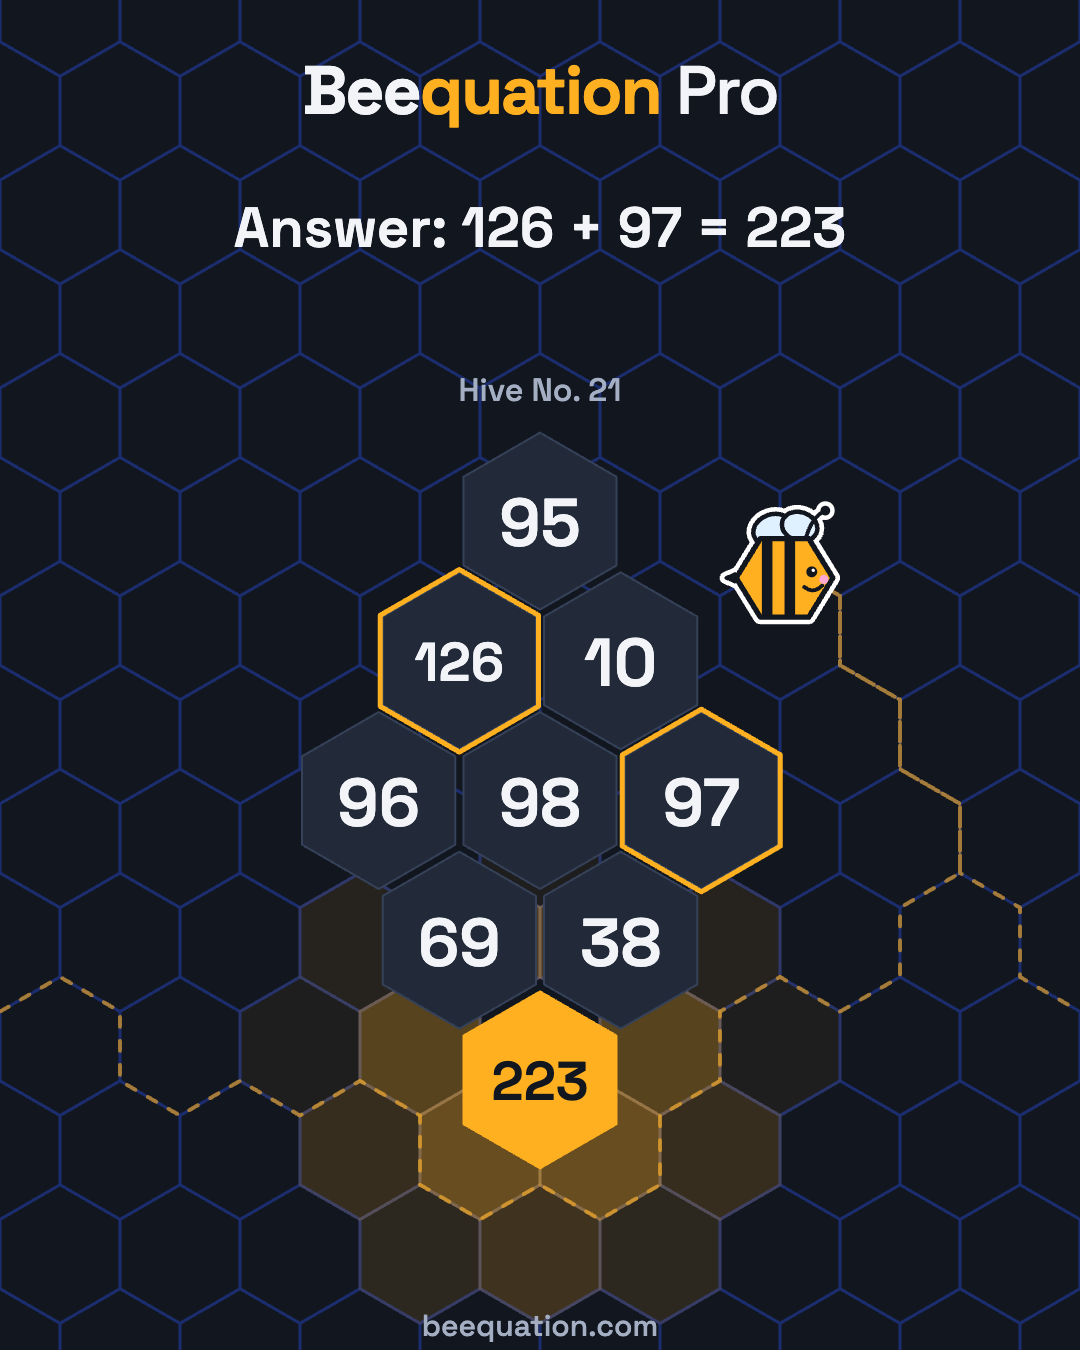 Beequation Pro
Answer: 126 + 97 = 223
Hive No. 21
95
126 10
96 98 97
69 38
223
beequation.com